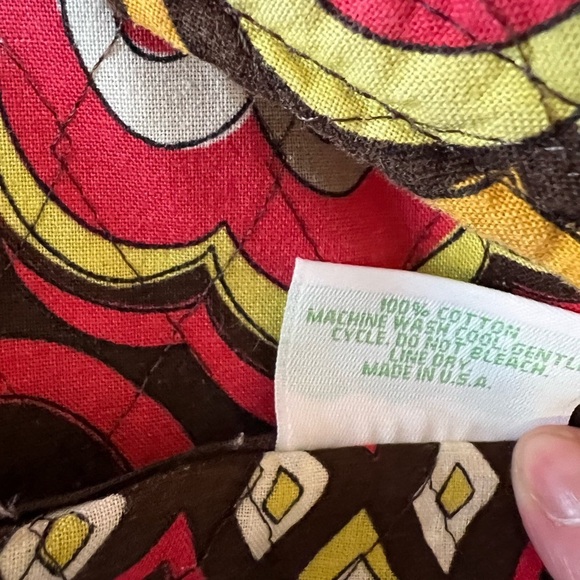 100% COTTON
MACHINE WASH COOL, GENTLE
CYCLE. DO NOT BLEACH.
LINE DRY.
MADE IN U.S.A.